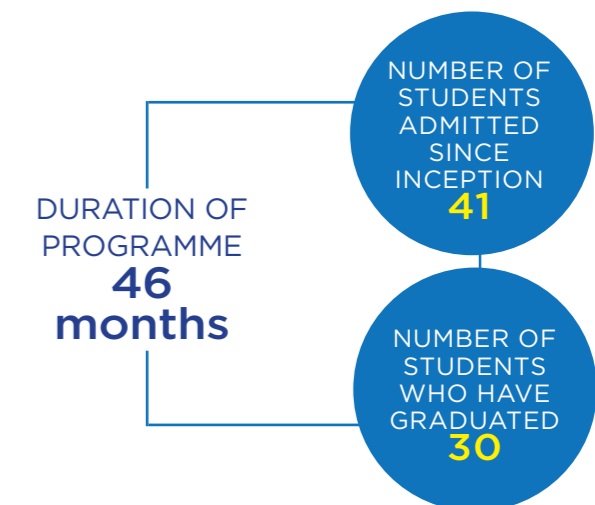 DURATION OF
PROGRAMME
46
months
NUMBER OF
STUDENTS
ADMITTED
SINCE
INCEPTION
41
NUMBER OF
STUDENTS
WHO HAVE
GRADUATED
30